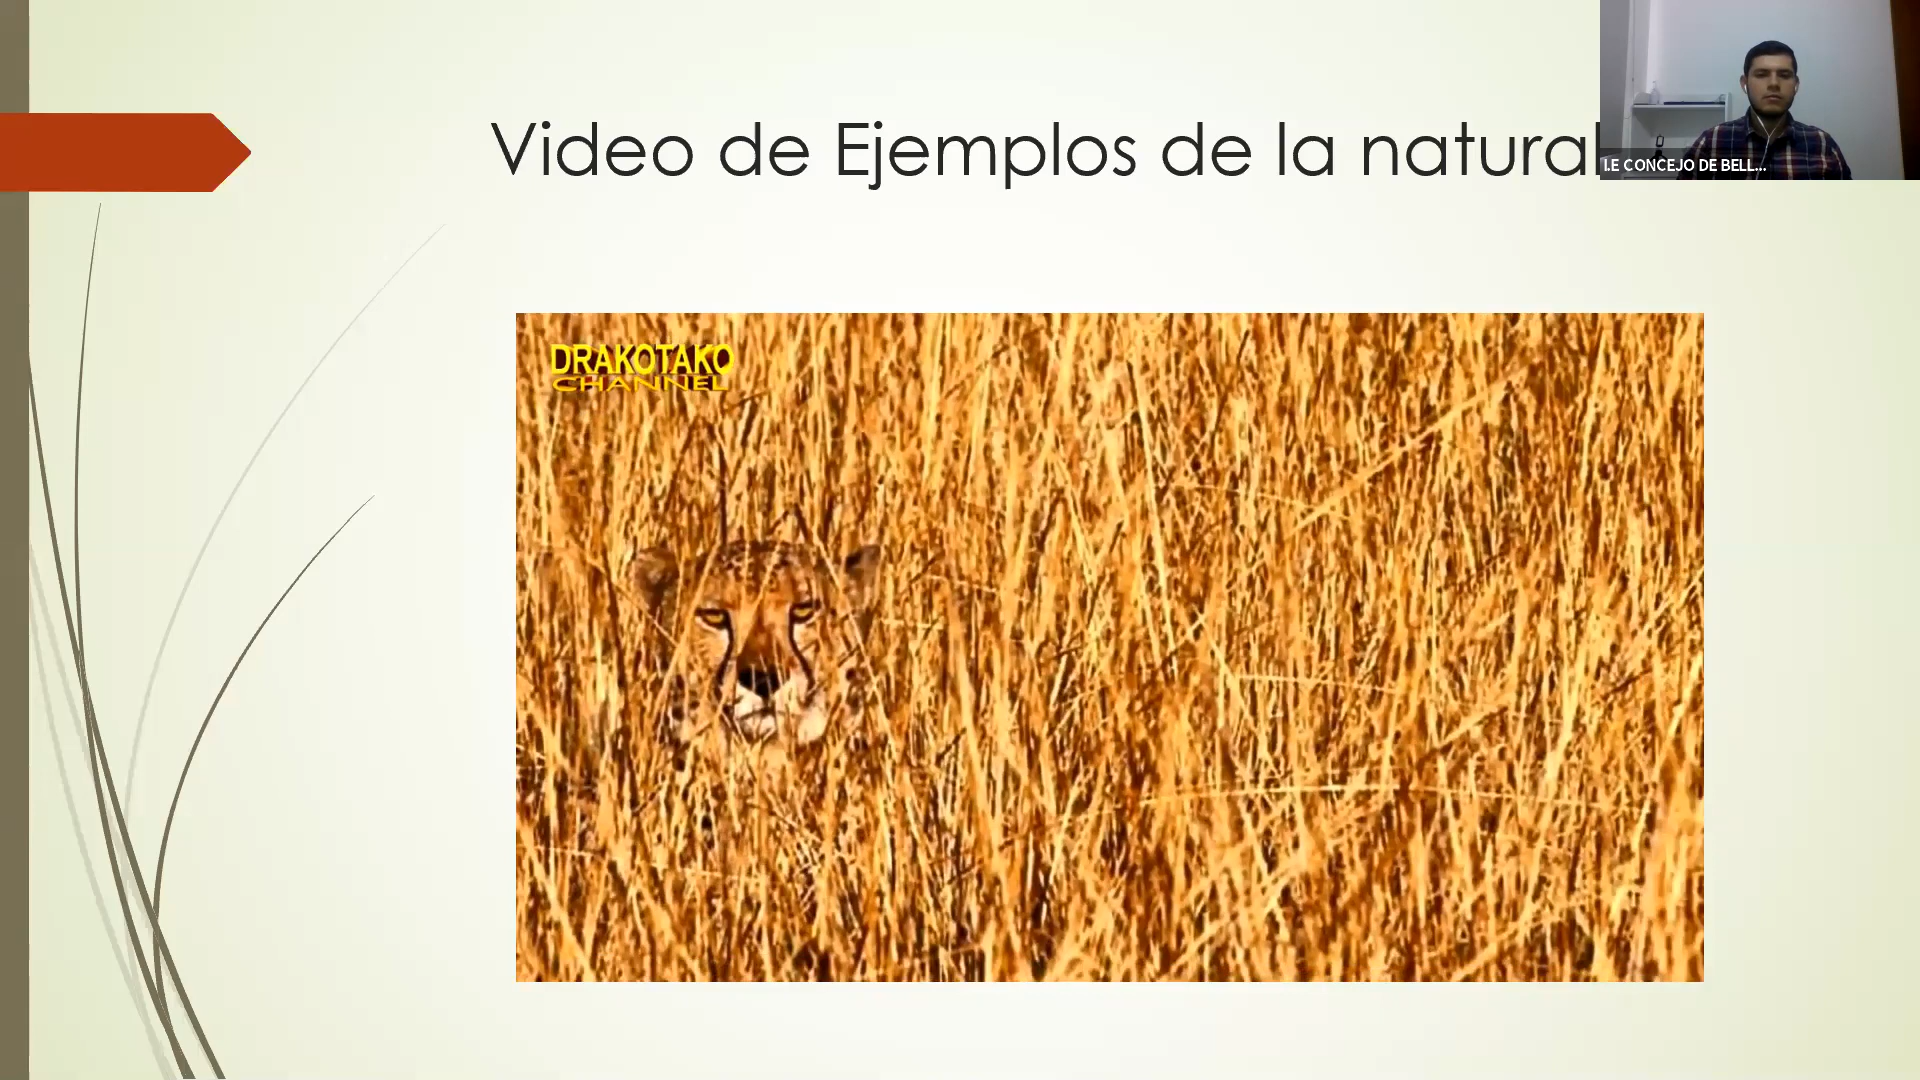 Video de Ejemplos de la natural
I.E CONCEJO DE BELL...
DRAKOTAKO
CHANNEL